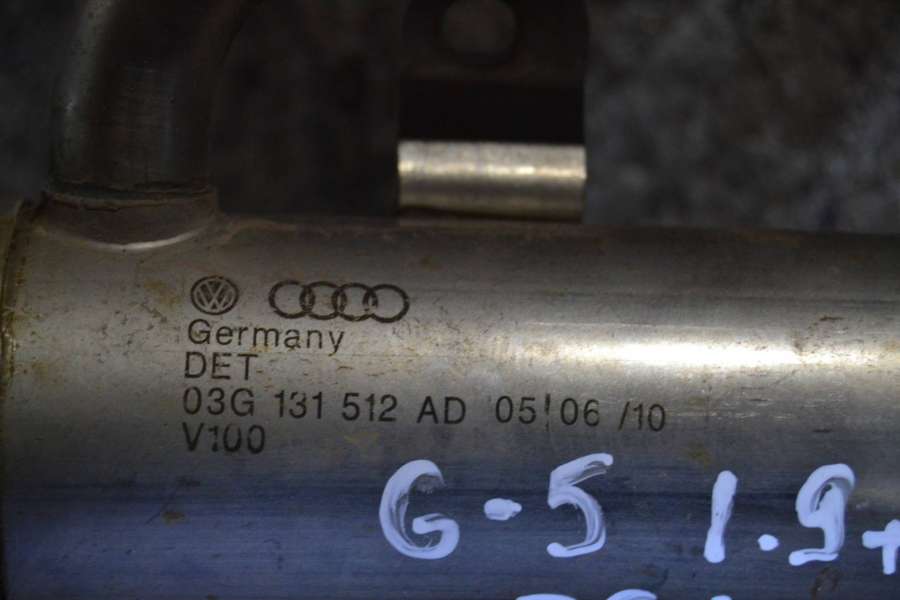 Germany
DET
03G 131 512 AD 05!06 /10
V100
G-5 1.9+